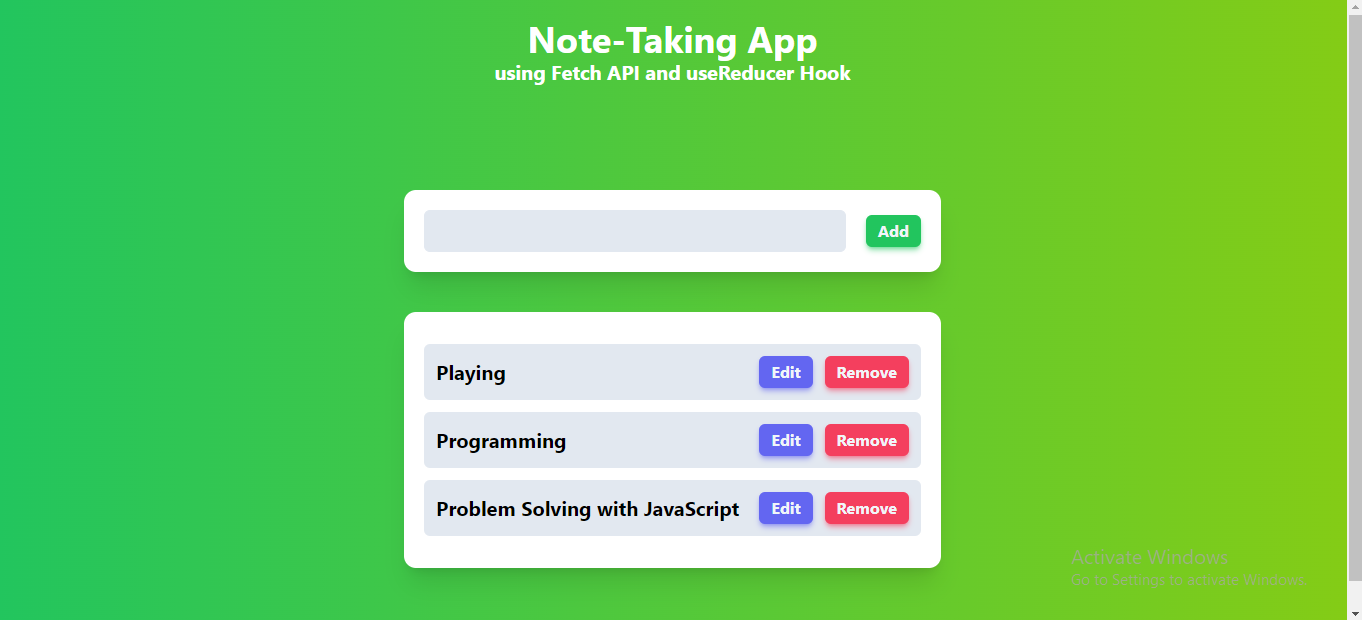 Note-Taking App
using Fetch API and useReducer Hook
Add
Playing Edit Remove
Programming Edit Remove
Problem Solving with JavaScript Edit Remove
Activate Windows
Go to Settings to activate Windows.